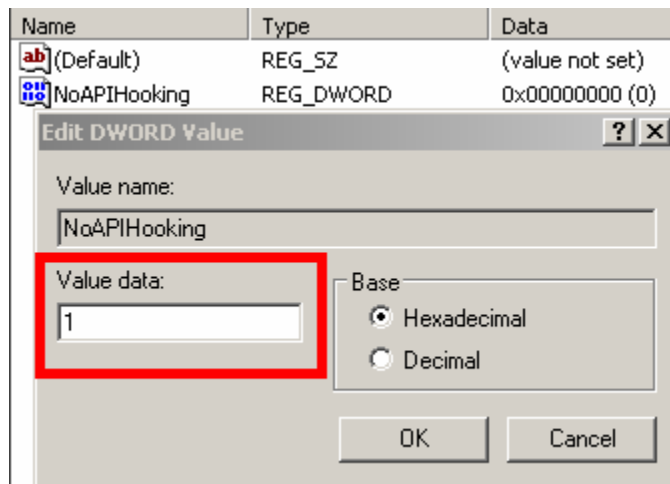 Name Type Data
(Default) REG_SZ (value not set)
NoAPIHooking REG_DWORD 0x00000000 (0)
Edit DWORD Value
Value name:
NoAPIHooking
Value data: Base
1 Hexadecimal
Decimal
OK Cancel